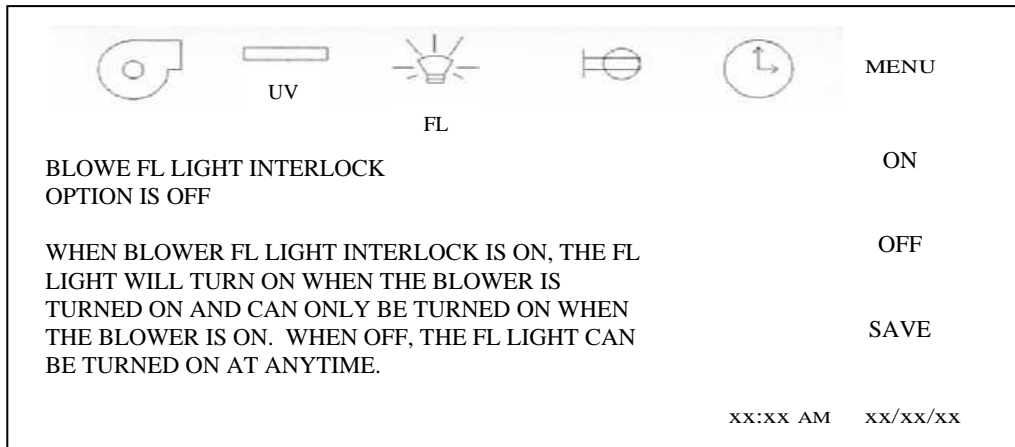 MENU
UV
FL
BLOWE FL LIGHT INTERLOCK
OPTION IS OFF
ON
WHEN BLOWER FL LIGHT INTERLOCK IS ON, THE FL
LIGHT WILL TURN ON WHEN THE BLOWER IS
TURNED ON AND CAN ONLY BE TURNED ON WHEN
THE BLOWER IS ON.  WHEN OFF, THE FL LIGHT CAN
BE TURNED ON AT ANYTIME.
OFF
SAVE
xx:xx AM xx/xx/xx